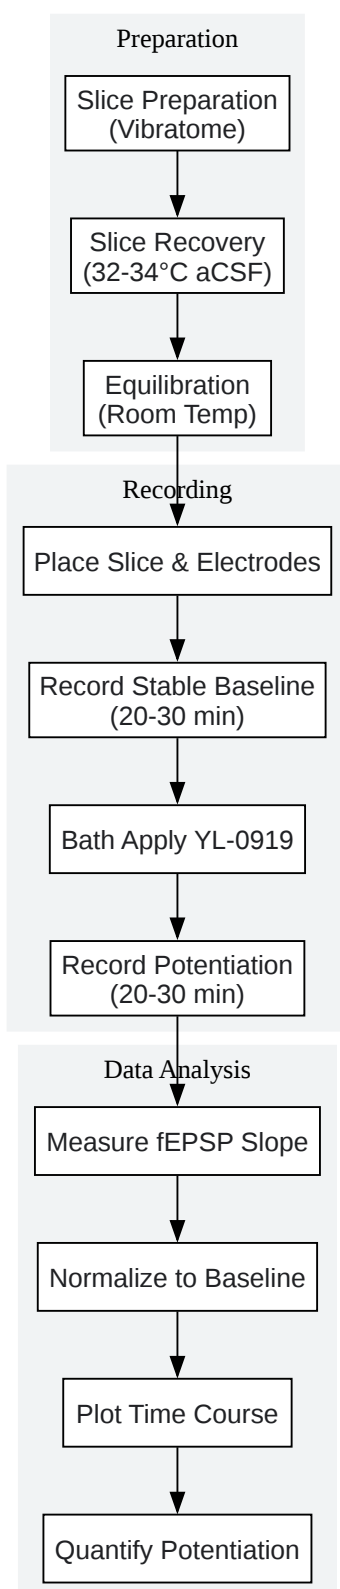 Preparation
Slice Preparation
(Vibratome)
Slice Recovery
(32-34°C aCSF)
Equilibration
(Room Temp)
Recording
Place Slice & Electrodes
Record Stable Baseline
(20-30 min)
Bath Apply YL-0919
Record Potentiation
(20-30 min)
Data Analysis
Measure fEPSP Slope
Normalize to Baseline
Plot Time Course
Quantify Potentiation